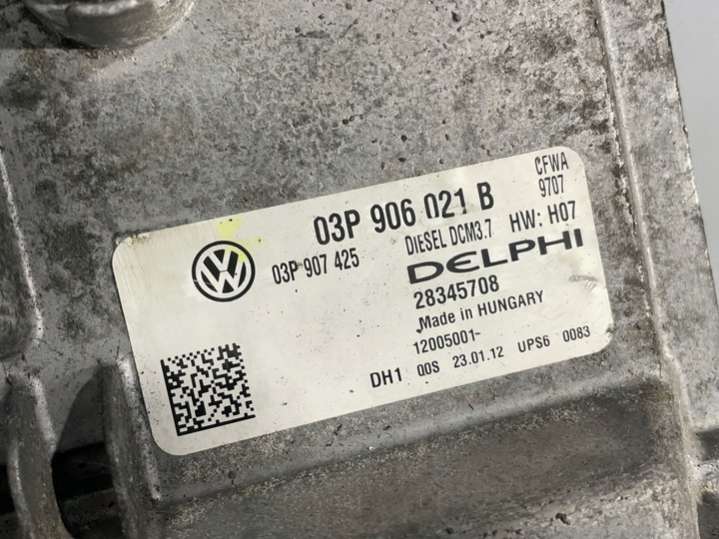 CFWA
9707
03P 906 021 B
DIESEL DCM3.7 HW: H07
03P 907 425
DELPHI
28345708
Made in HUNGARY
12005001-
DH1 00S 23.01.12 UPS6 0083